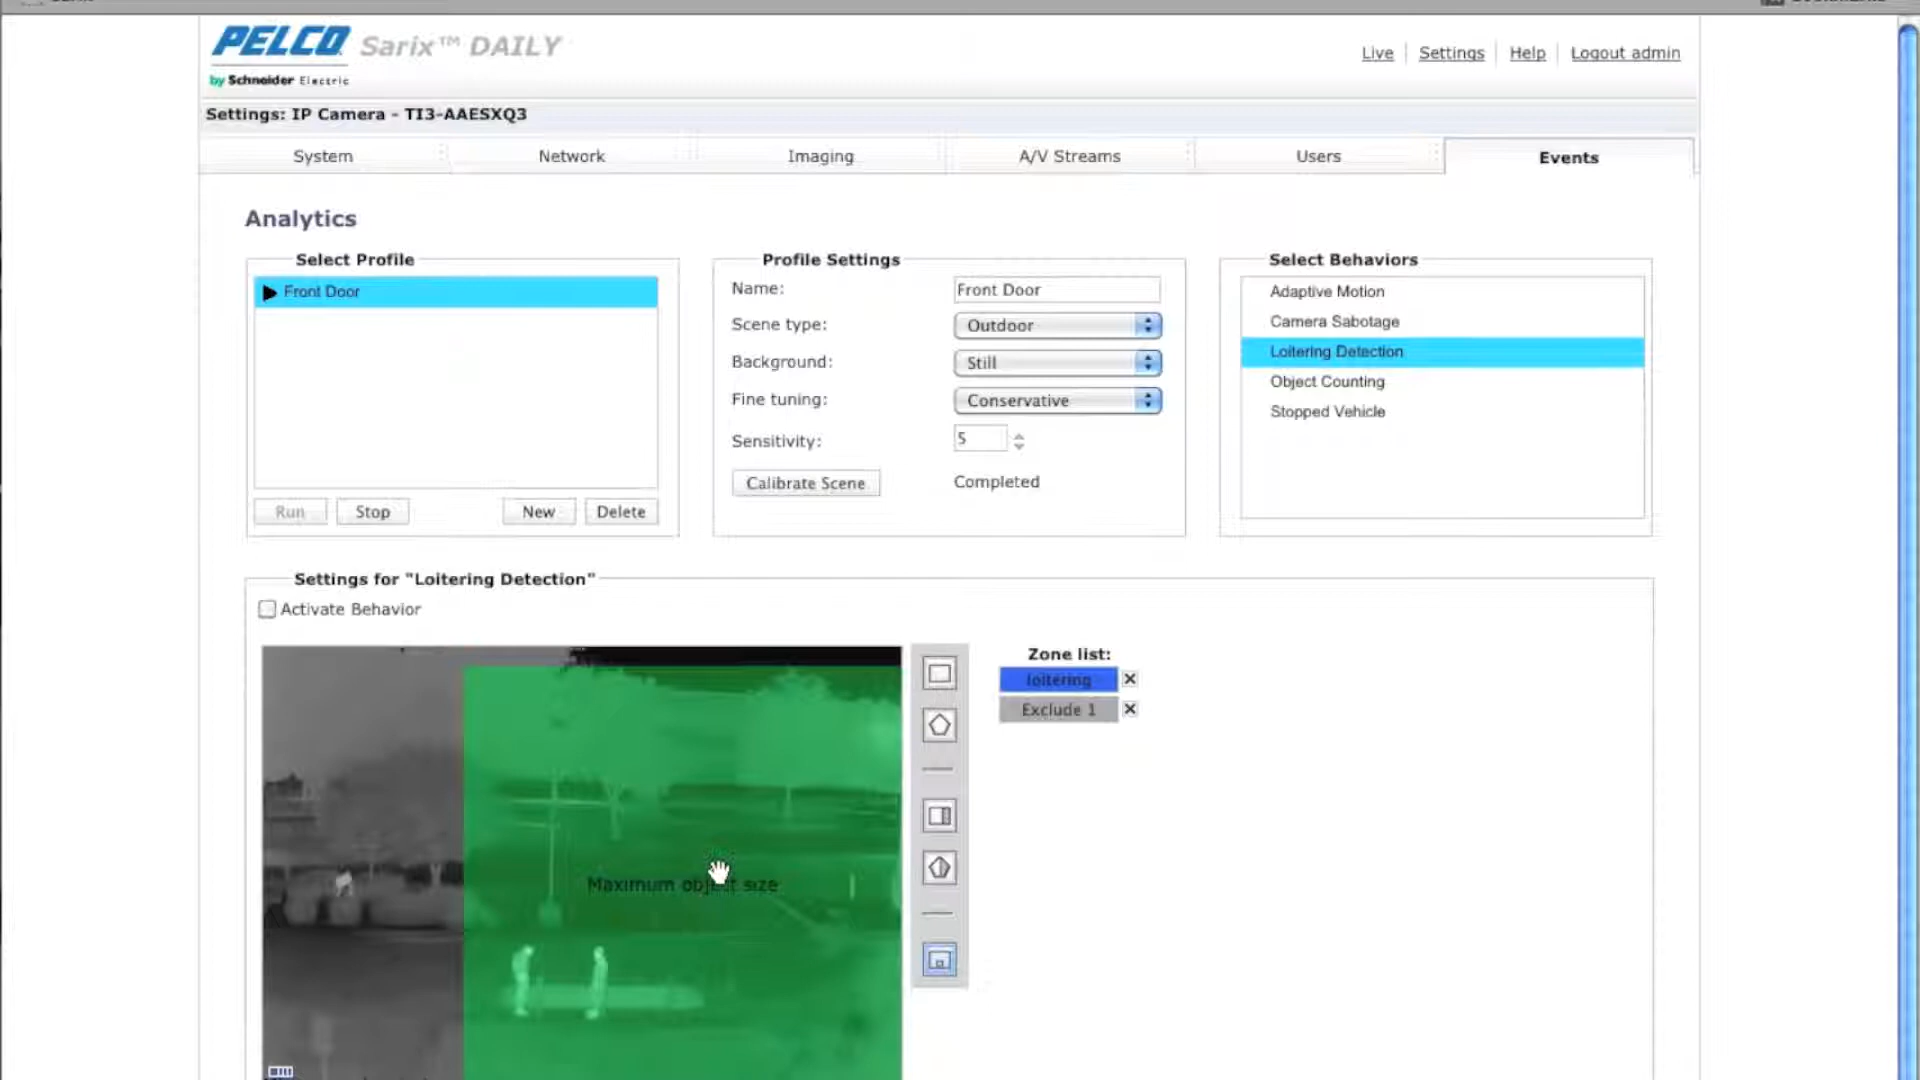 PELCO Sarix™ DAILY
by Schneider Electric
Live Settings Help Logout admin
Settings: IP Camera - TI3-AAESXQ3
System Network Imaging A/V Streams Users Events
Analytics
Select Profile
Front Door
Run Stop New Delete
Profile Settings
Name: Front Door
Scene type: Outdoor
Background: Still
Fine tuning: Conservative
Sensitivity: 5
Calibrate Scene Completed
Select Behaviors
Adaptive Motion
Camera Sabotage
Loitering Detection
Object Counting
Stopped Vehicle
Settings for "Loitering Detection"
Activate Behavior
Maximum object size
Zone list:
loitering
Exclude 1